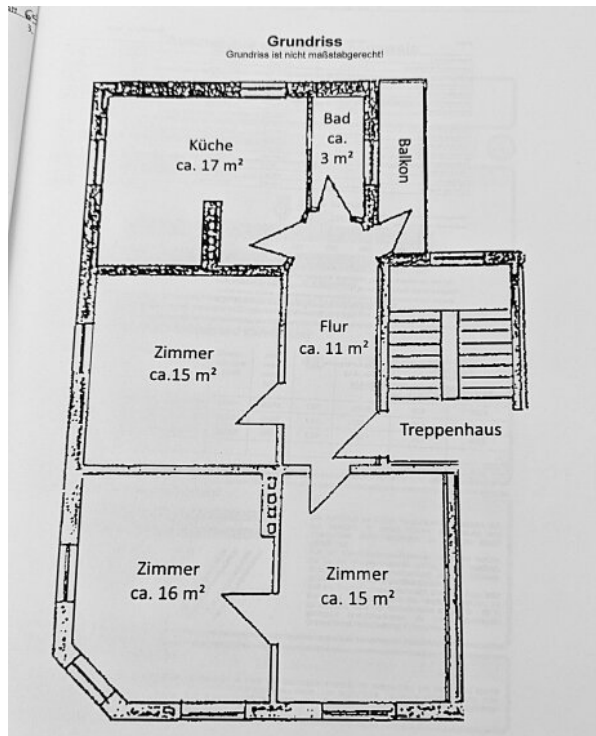 Grundriss
Grundriss ist nicht maßstabgerecht!
Bad
ca.
3 m²
Küche
ca. 17 m²
Balkon
Flur
ca. 11 m²
Zimmer
ca.15 m²
Treppenhaus
Zimmer
ca. 16 m²
Zimmer
ca. 15 m²